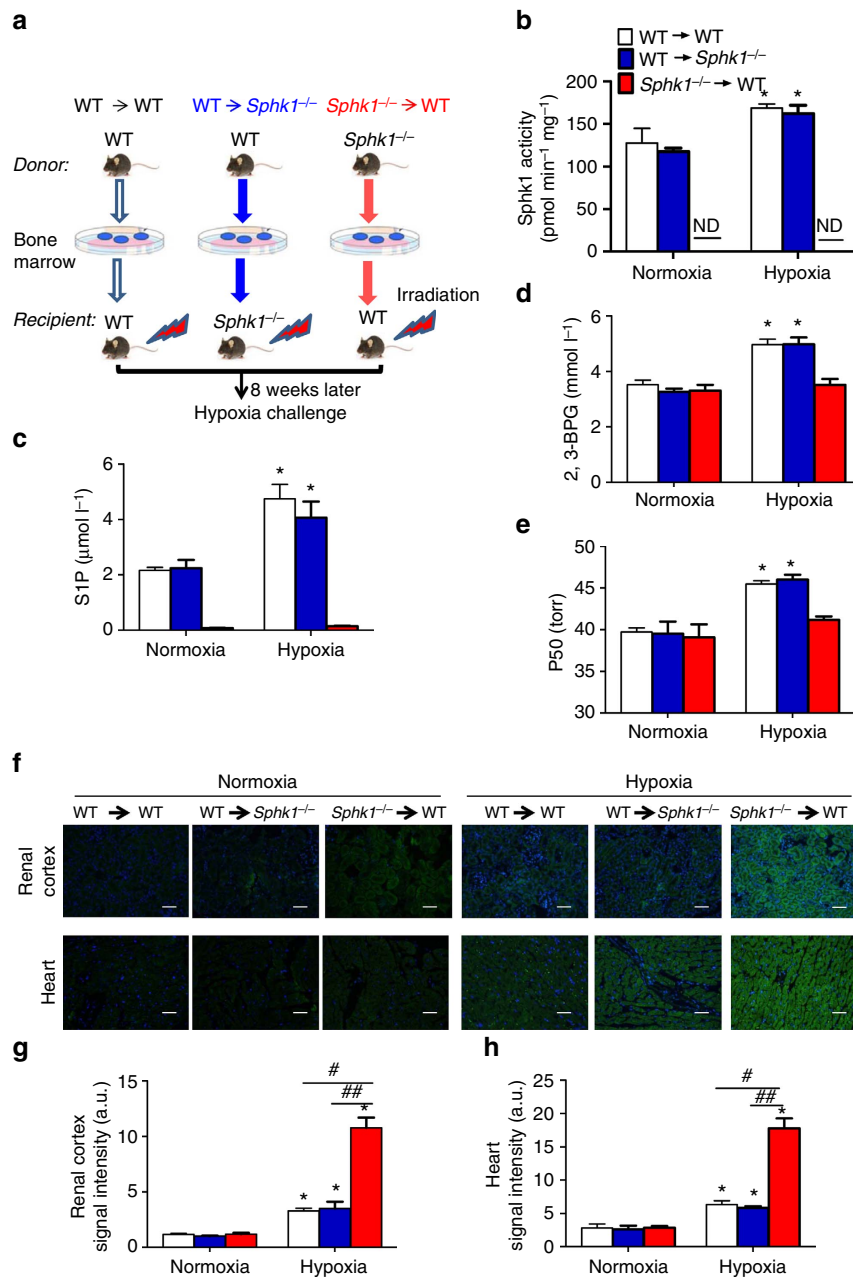 a
WT → WT
WT → Sphk1–/–
Sphk1–/– → WT
WT
WT
Sphk1–/–
Donor:
Bone
marrow
Irradiation
Recipient:
WT
Sphk1–/–
WT
8 weeks later
Hypoxia challenge
b
WT → WT
WT → Sphk1–/–
Sphk1–/– → WT
Sphk1 acticity
(pmol min–1 mg–1)
200
150
100
50
0
* *
ND
ND
Normoxia
Hypoxia
c
S1P (µmol l–1)
6
4
2
0
* *
Normoxia
Hypoxia
d
2, 3-BPG (mmol l–1)
6
4
2
0
* *
Normoxia
Hypoxia
e
P50 (torr)
50
45
40
35
30
* *
Normoxia
Hypoxia
f
Normoxia
Hypoxia
WT → WT
WT → Sphk1–/–
Sphk1–/– → WT
WT → WT
WT → Sphk1–/–
Sphk1–/– → WT
Renal
cortex
Heart
g
Renal cortex
signal intensity (a.u.)
15
10
5
0
#
##
* * *
Normoxia
Hypoxia
h
Heart
signal intensity (a.u.)
25
20
15
10
5
0
#
##
* * *
Normoxia
Hypoxia